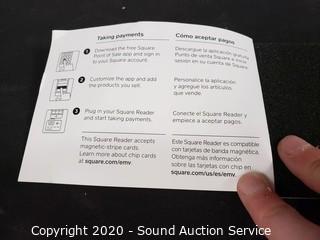 Taking payments
1 Download the free Square
Point of Sale app and sign in
to your Square account.
2 Customize the app and add
the products you sell.
3 Plug in your Square Reader
and start taking payments.
This Square Reader accepts
magnetic-stripe cards.
Learn more about chip cards
at square.com/emv.
Cómo aceptar pagos
Descargue la aplicación gratuita
Punto de venta Square e inicie
sesión en su cuenta de Square.
Personalice la aplicación
y agregue los artículos
que vende.
Conecte el Square Reader y
empiece a aceptar pagos.
Este Square Reader es compatible
con tarjetas de banda magnética.
Obtenga más información
sobre las tarjetas con chip en
square.com/us/es/emv.
Copyright 2020 - Sound Auction Service